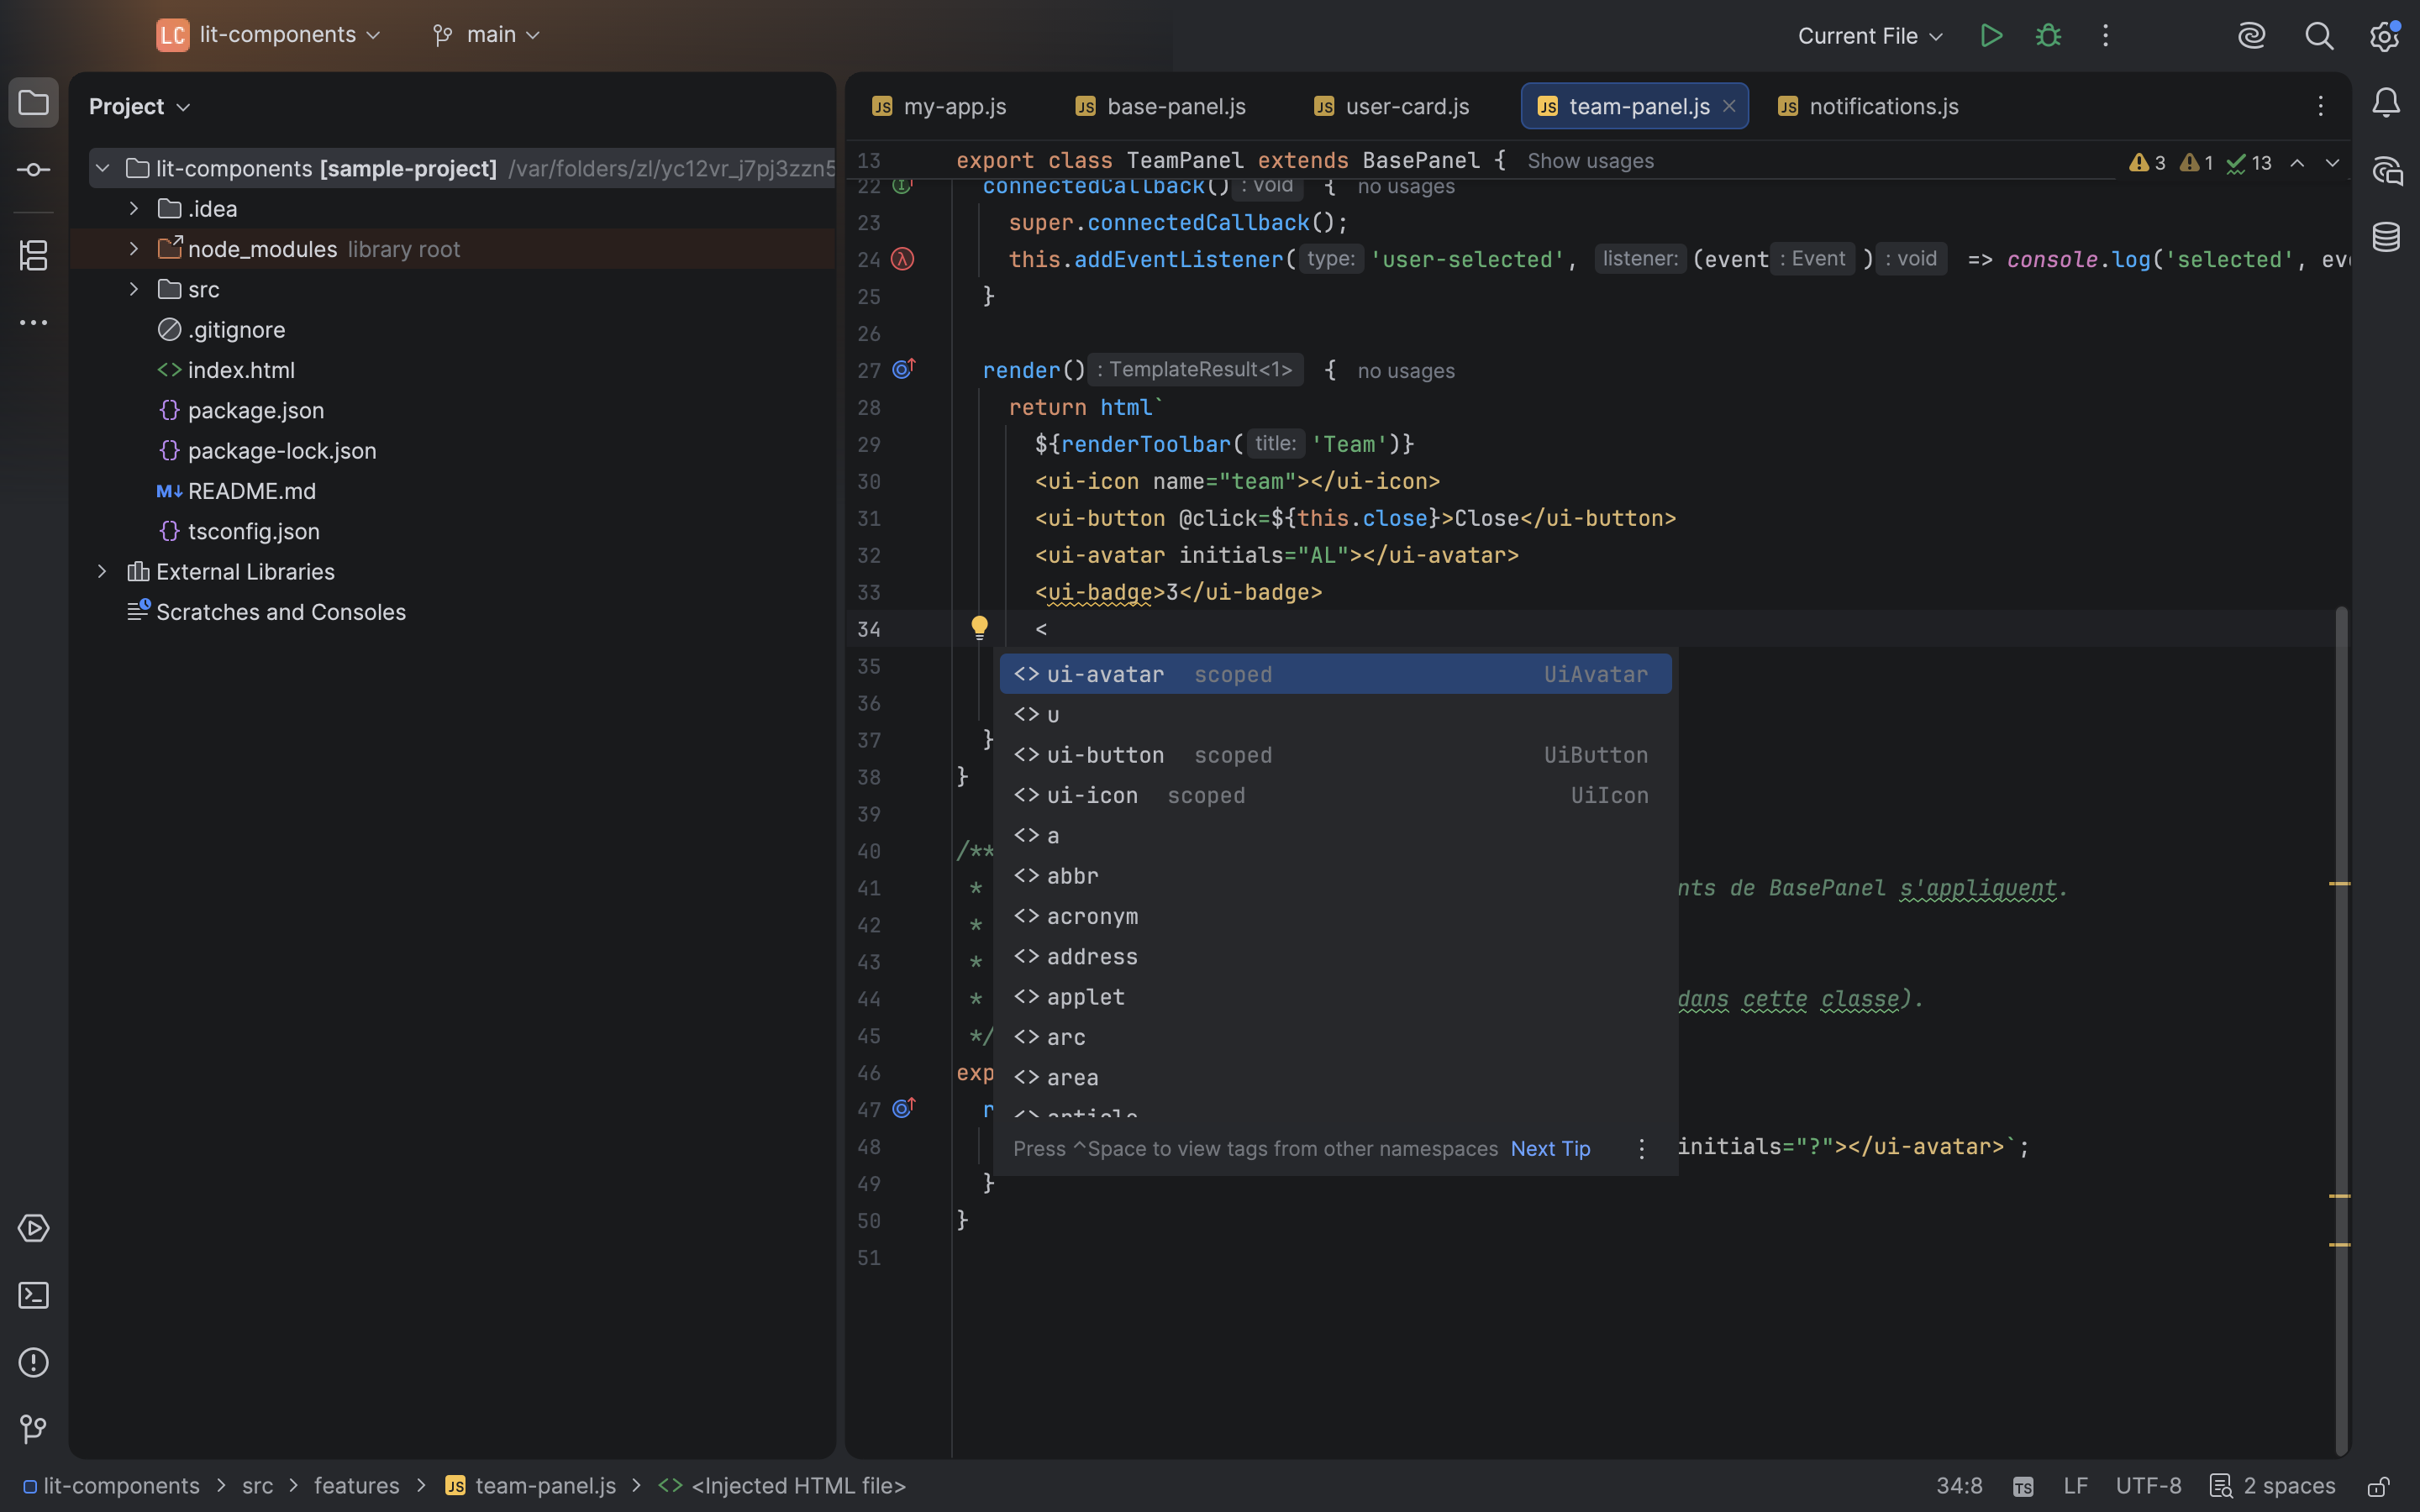 LC lit-components main Current File
Project
lit-components [sample-project] /var/folders/zl/yc12vr_j7pj3zzn5
.idea
node_modules library root
src
.gitignore
index.html
package.json
package-lock.json
README.md
tsconfig.json
External Libraries
Scratches and Consoles
my-app.js base-panel.js user-card.js team-panel.js notifications.js
13 export class TeamPanel extends BasePanel { Show usages 3 1 13
22 connectedCallback() : void { no usages
23 super.connectedCallback();
24 this.addEventListener( type: 'user-selected', listener: (event : Event ) : void => console.log('selected', eve
25 }
26
27 render() : TemplateResult<1> { no usages
28 return html`
29 ${renderToolbar( title: 'Team')}
30 <ui-icon name="team"></ui-icon>
31 <ui-button @click=${this.close}>Close</ui-button>
32 <ui-avatar initials="AL"></ui-avatar>
33 <ui-badge>3</ui-badge>
34 <
35
36
37 }
38 }
39
40 /**
41 * nts de BasePanel s'appliquent.
42 *
43 *
44 * dans cette classe).
45 */
46 exp
47 r
48 initials="?"></ui-avatar>`;
49 }
50 }
51
<> ui-avatar scoped UiAvatar
<> u
<> ui-button scoped UiButton
<> ui-icon scoped UiIcon
<> a
<> abbr
<> acronym
<> address
<> applet
<> arc
<> area
<> article
Press ^Space to view tags from other namespaces Next Tip
lit-components > src > features > JS team-panel.js > <> <Injected HTML file>
34:8 TS LF UTF-8 2 spaces